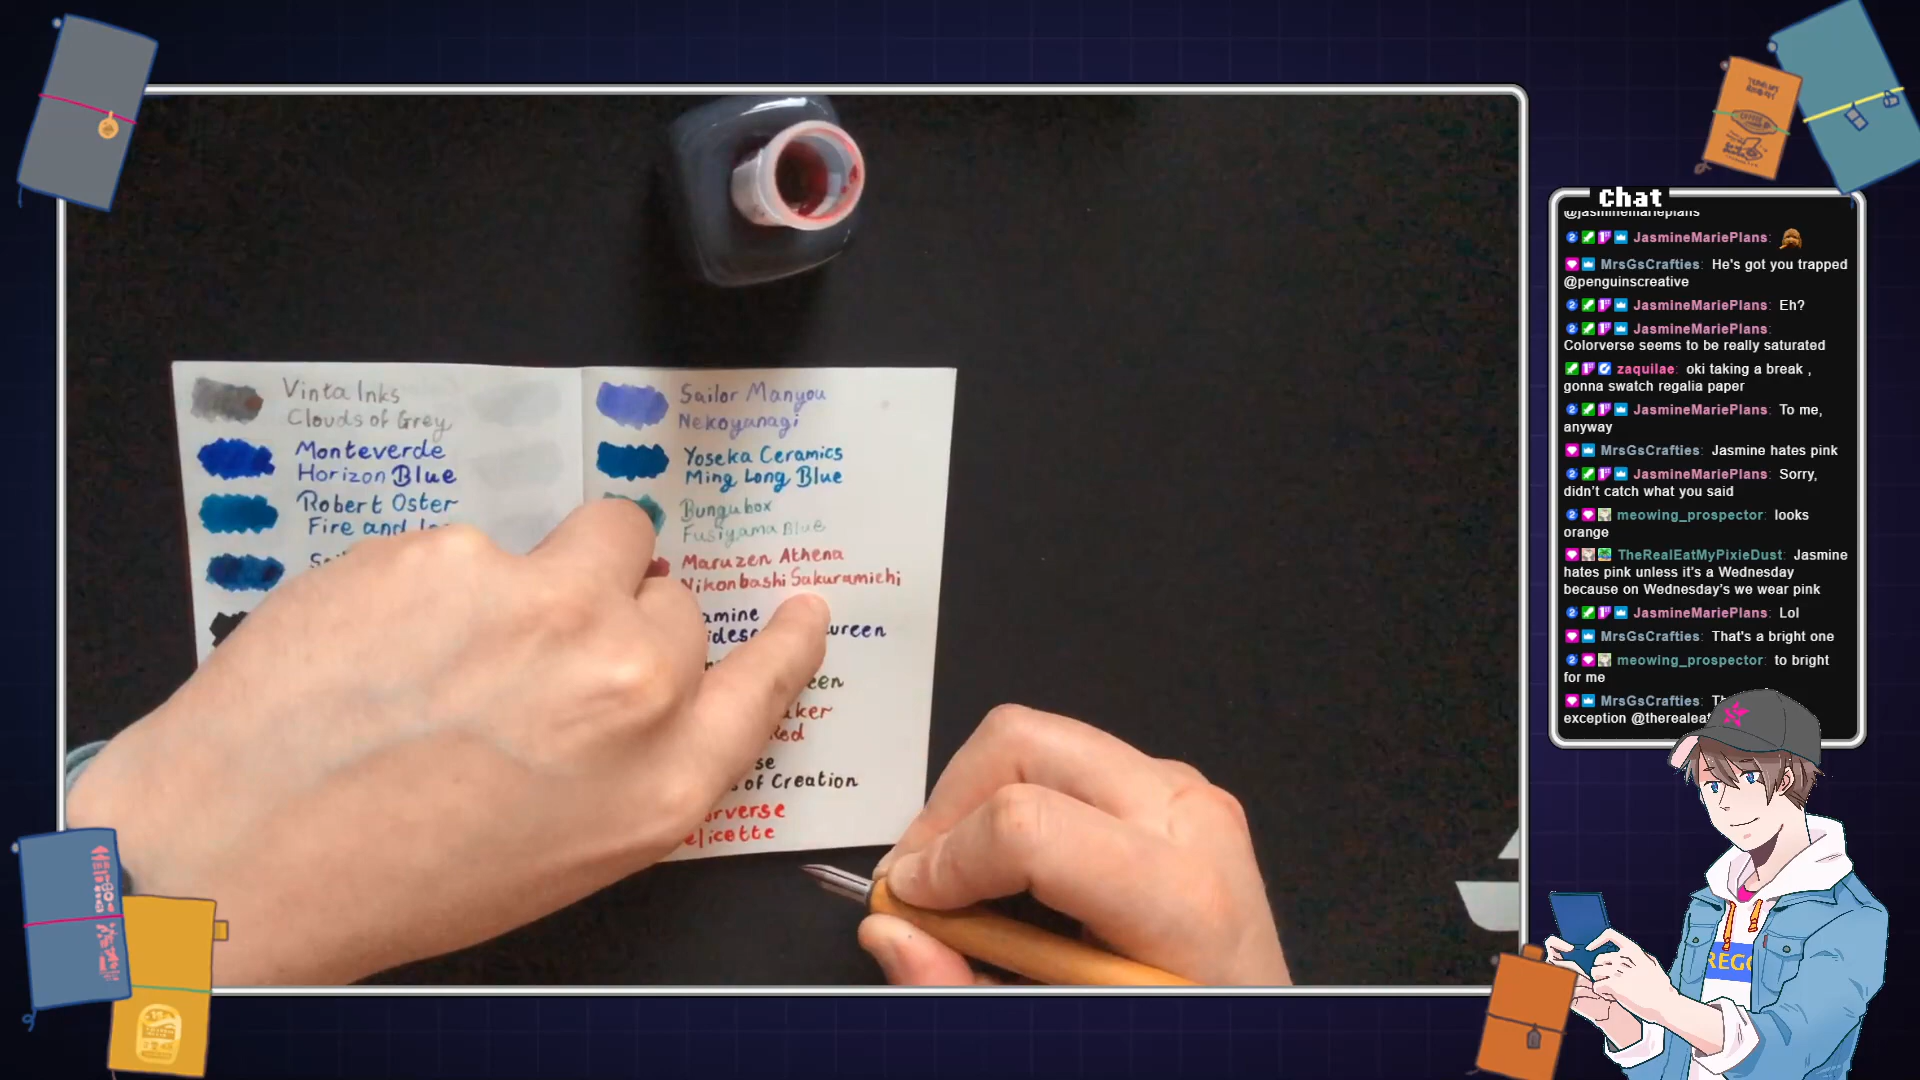 Vinta Inks
Clouds of Grey
Monteverde
Horizon Blue
Robert Oster
Fire and
Sailor Manyou
Nekoyanagi
Yoseka Ceramics
Ming Long Blue
Bungubox
Fusiyama Blue
Maruzen Athena
Nikonbashi Sakuramichi
of Creation
chat
@jasminemarieplans
JasmineMariePlans:
MrsGsCrafties: He's got you trapped
@penguinscreative
JasmineMariePlans: Eh?
JasmineMariePlans:
Colorverse seems to be really saturated
zaquilae: oki taking a break ,
gonna swatch regalia paper
JasmineMariePlans: To me,
anyway
MrsGsCrafties: Jasmine hates pink
JasmineMariePlans: Sorry,
didn't catch what you said
meowing_prospector: looks
orange
TheRealEatMyPixieDust: Jasmine
hates pink unless it's a Wednesday
because on Wednesday's we wear pink
JasmineMariePlans: Lol
MrsGsCrafties: That's a bright one
meowing_prospector: to bright
for me
MrsGsCrafties:
exception